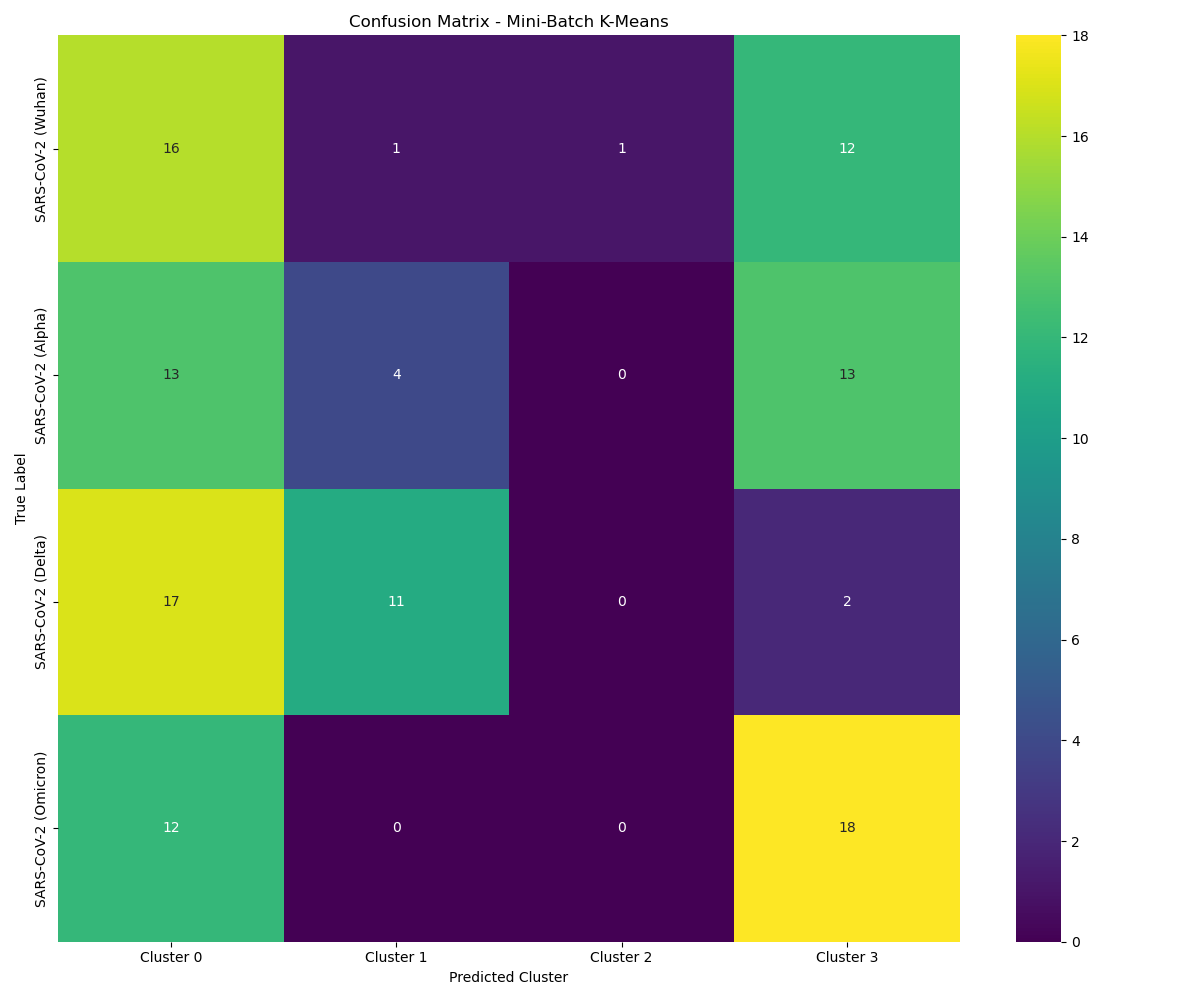 Confusion Matrix - Mini-Batch K-Means
True Label
SARS-CoV-2 (Wuhan)
16 1 1 12
SARS-CoV-2 (Alpha)
13 4 0 13
SARS-CoV-2 (Delta)
17 11 0 2
SARS-CoV-2 (Omicron)
12 0 0 18
Cluster 0 Cluster 1 Cluster 2 Cluster 3
Predicted Cluster
18
16
14
12
10
8
6
4
2
0